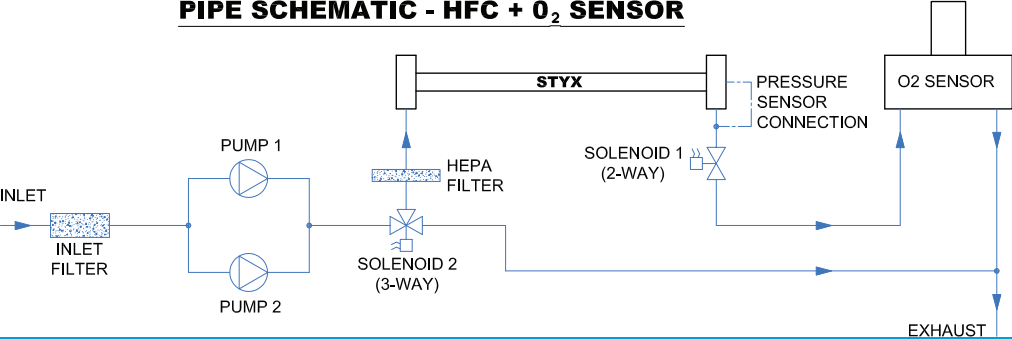 PIPE SCHEMATIC - HFC + 0₂ SENSOR
STYX
PRESSURE
SENSOR
CONNECTION
O2 SENSOR
PUMP 1
HEPA
FILTER
SOLENOID 1
(2-WAY)
INLET
INLET
FILTER
SOLENOID 2
(3-WAY)
PUMP 2
EXHAUST